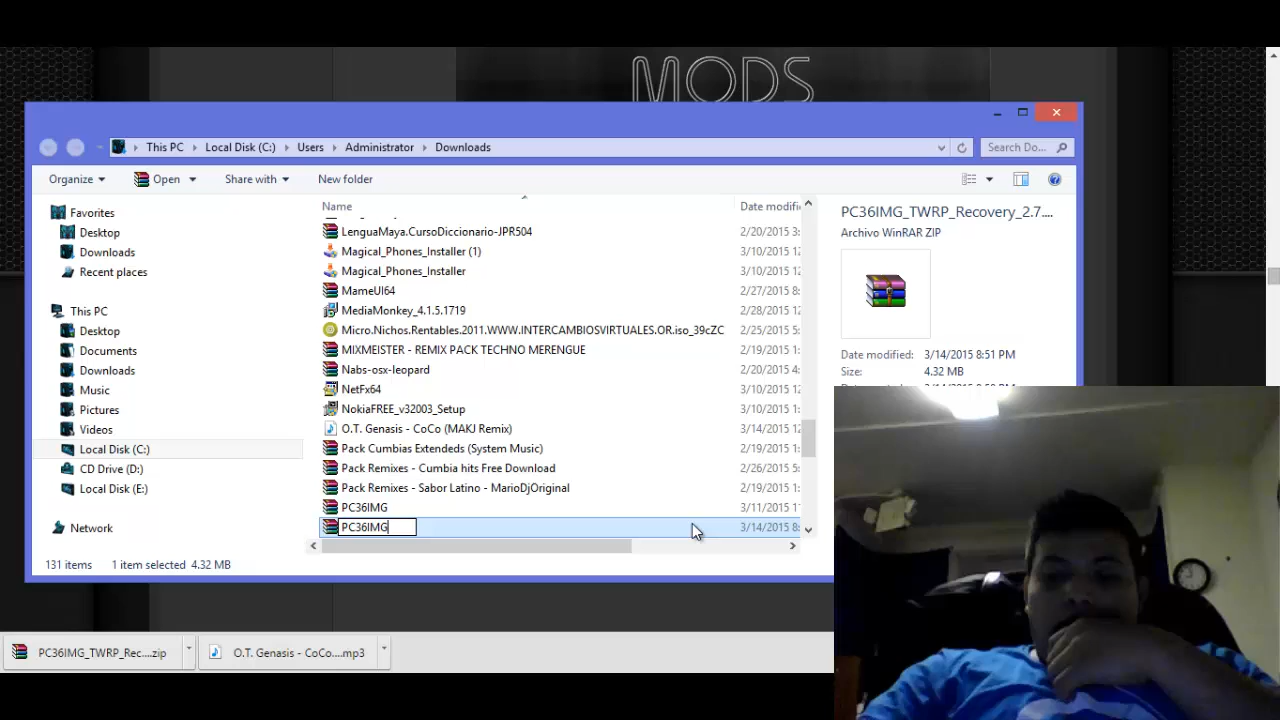 MODS
This PC
Local Disk (C:)
Users
Administrator
Downloads
Search Do...
Organize
Open
Share with
New folder
Name
Date modifi
Favorites
Desktop
Downloads
Recent places
This PC
Desktop
Documents
Downloads
Music
Pictures
Videos
Local Disk (C:)
CD Drive (D:)
Local Disk (E:)
Network
LenguaMaya.CursoDiccionario-JPR504 2/20/2015 3:
Magical_Phones_Installer (1) 3/10/2015 12
Magical_Phones_Installer 3/10/2015 12
MameUI64 2/27/2015 8:
MediaMonkey_4.1.5.1719 2/28/2015 12
Micro.Nichos.Rentables.2011.WWW.INTERCAMBIOSVIRTUALES.OR.iso_39cZC 2/25/2015 5:
MIXMEISTER - REMIX PACK TECHNO MERENGUE 2/19/2015 1:
Nabs-osx-leopard 2/20/2015 4:
NetFx64 3/10/2015 12
NokiaFREE_v32003_Setup 3/10/2015 1:
O.T. Genasis - CoCo (MAKJ Remix) 3/14/2015 12
Pack Cumbias Extendeds (System Music) 2/19/2015 1:
Pack Remixes - Cumbia hits Free Download 2/26/2015 5:
Pack Remixes - Sabor Latino - MarioDjOriginal 2/19/2015 1:
PC36IMG 3/11/2015 1
PC36IMG 3/14/2015 8:
PC36IMG_TWRP_Recovery_2.7....
Archivo WinRAR ZIP
Date modified: 3/14/2015 8:51 PM
Size: 4.32 MB
131 items 1 item selected 4.32 MB
PC36IMG_TWRP_Rec....zip
O.T. Genasis - CoCo....mp3